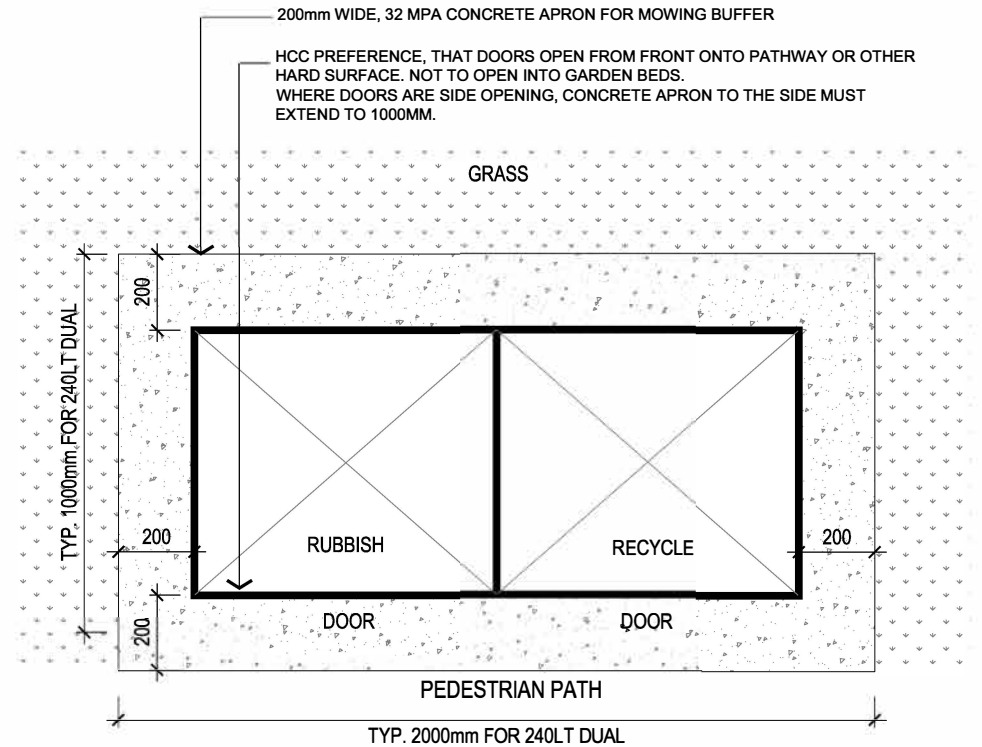 200mm WIDE, 32 MPA CONCRETE APRON FOR MOWING BUFFER
HCC PREFERENCE, THAT DOORS OPEN FROM FRONT ONTO PATHWAY OR OTHER
HARD SURFACE. NOT TO OPEN INTO GARDEN BEDS.
WHERE DOORS ARE SIDE OPENING, CONCRETE APRON TO THE SIDE MUST
EXTEND TO 1000MM.
GRASS
200
TYP. 1000mm FOR 240LT DUAL
200
RUBBISH
RECYCLE
200
200
DOOR
DOOR
PEDESTRIAN PATH
TYP. 2000mm FOR 240LT DUAL